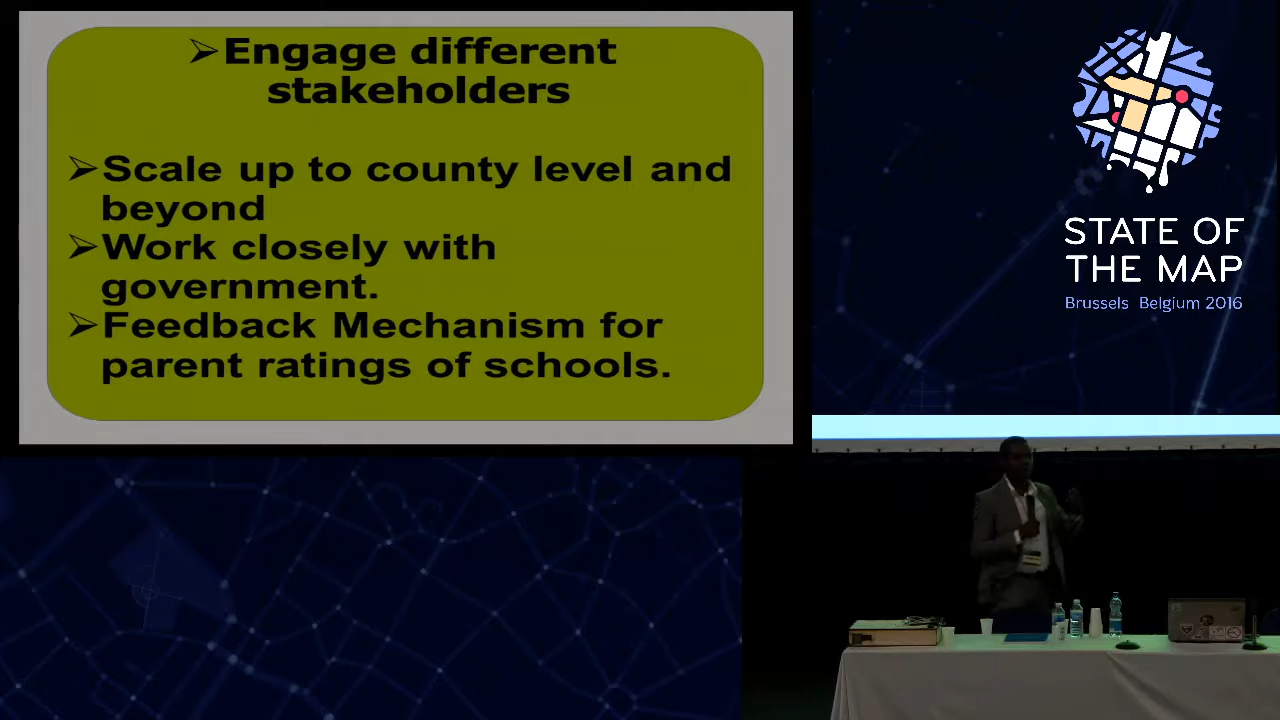 ➢Engage different
stakeholders
➢Scale up to county level and
beyond
➢Work closely with
government.
➢Feedback Mechanism for
parent ratings of schools.
STATE OF
THE MAP
Brussels Belgium 2016